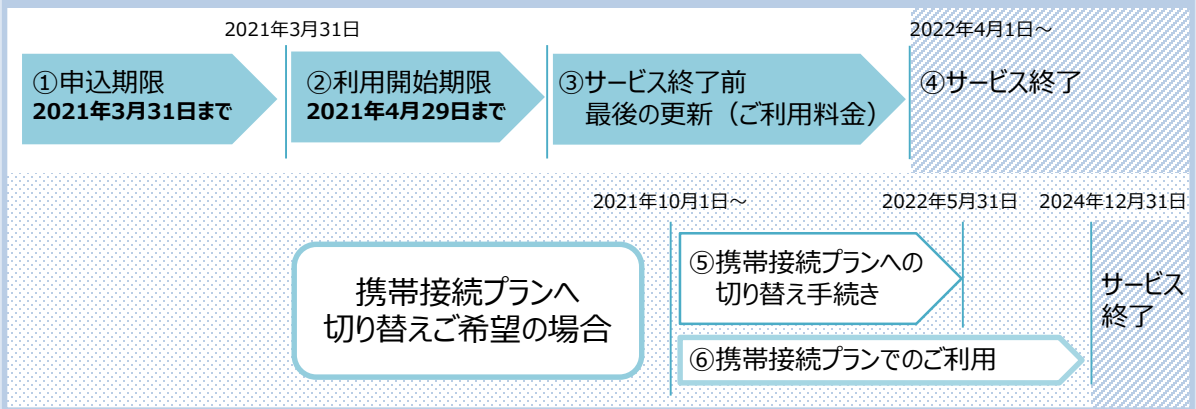 2021年3月31日
2022年4月1日～
①申込期限
2021年3月31日まで
②利用開始期限
2021年4月29日まで
③サービス終了前
最後の更新（ご利用料金）
④サービス終了
2021年10月1日～
2022年5月31日
2024年12月31日
携帯接続プランへ
切り替えご希望の場合
⑤携帯接続プランへの
切り替え手続き
⑥携帯接続プランでのご利用
サービス
終了